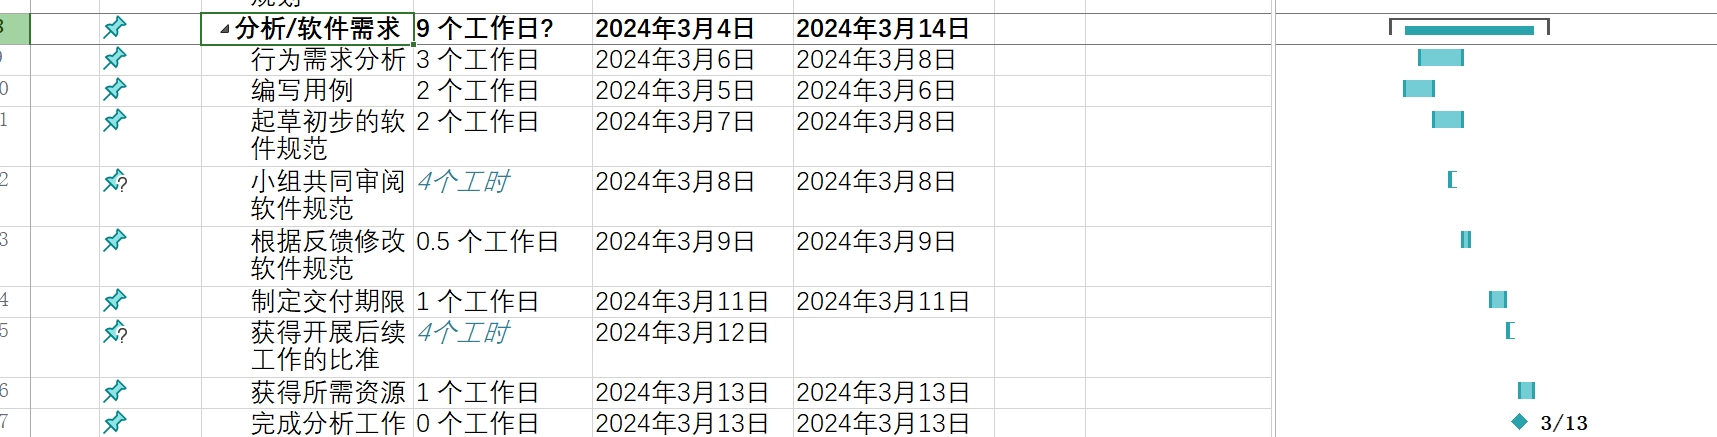 规划
8 分析/软件需求 9 个工作日? 2024年3月4日 2024年3月14日
9 行为需求分析 3 个工作日 2024年3月6日 2024年3月8日
0 编写用例 2 个工作日 2024年3月5日 2024年3月6日
1 起草初步的软 2 个工作日 2024年3月7日 2024年3月8日
件规范
2 小组共同审阅 4个工时 2024年3月8日 2024年3月8日
软件规范
3 根据反馈修改 0.5 个工作日 2024年3月9日 2024年3月9日
软件规范
4 制定交付期限 1 个工作日 2024年3月11日 2024年3月11日
5 获得开展后续 4个工时 2024年3月12日
工作的比准
6 获得所需资源 1 个工作日 2024年3月13日 2024年3月13日
7 完成分析工作 0 个工作日 2024年3月13日 2024年3月13日 3/13